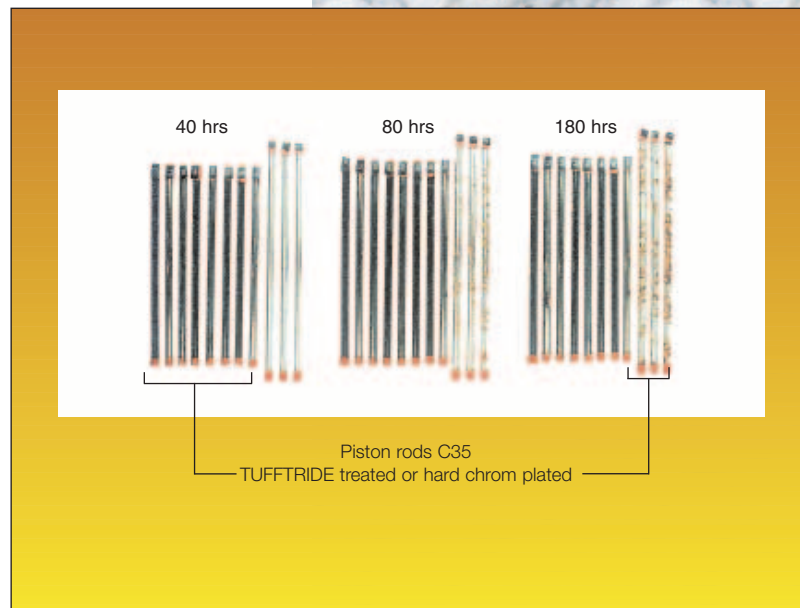 40 hrs
80 hrs
180 hrs
Piston rods C35
TUFFTRIDE treated or hard chrom plated